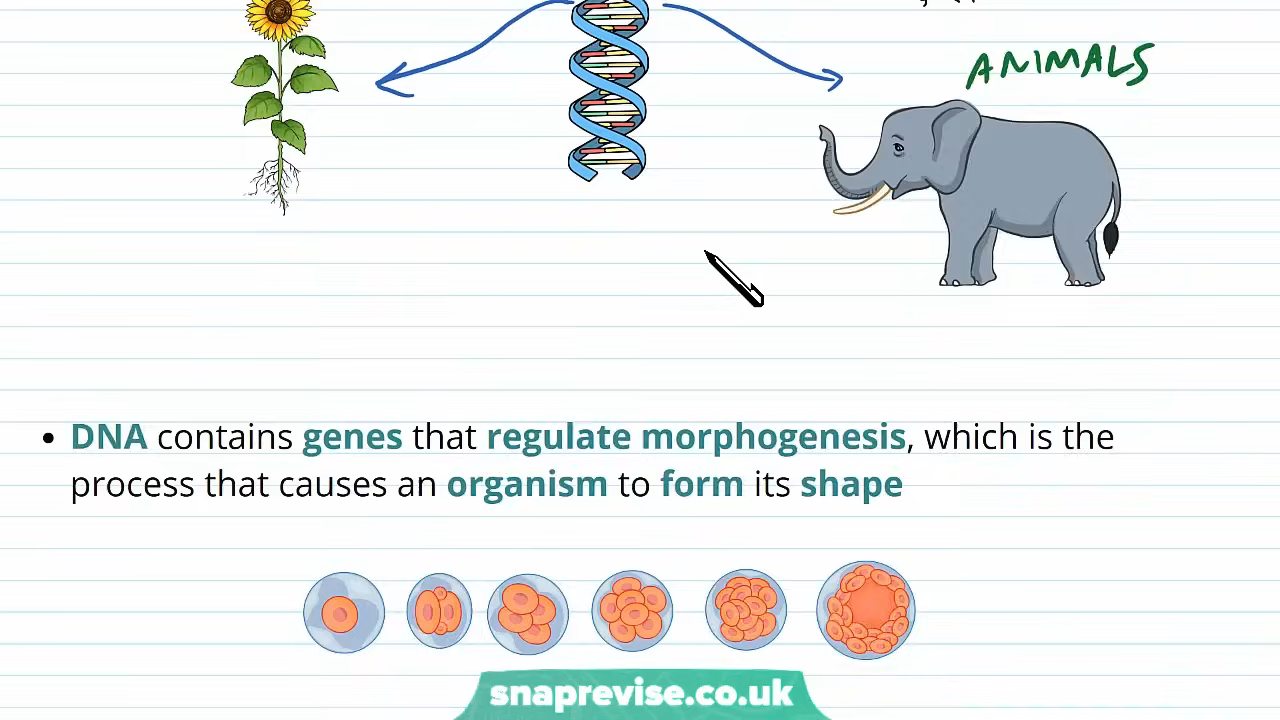 ANIMALS
• DNA contains genes that regulate morphogenesis, which is the
process that causes an organism to form its shape
snaprevise.co.uk